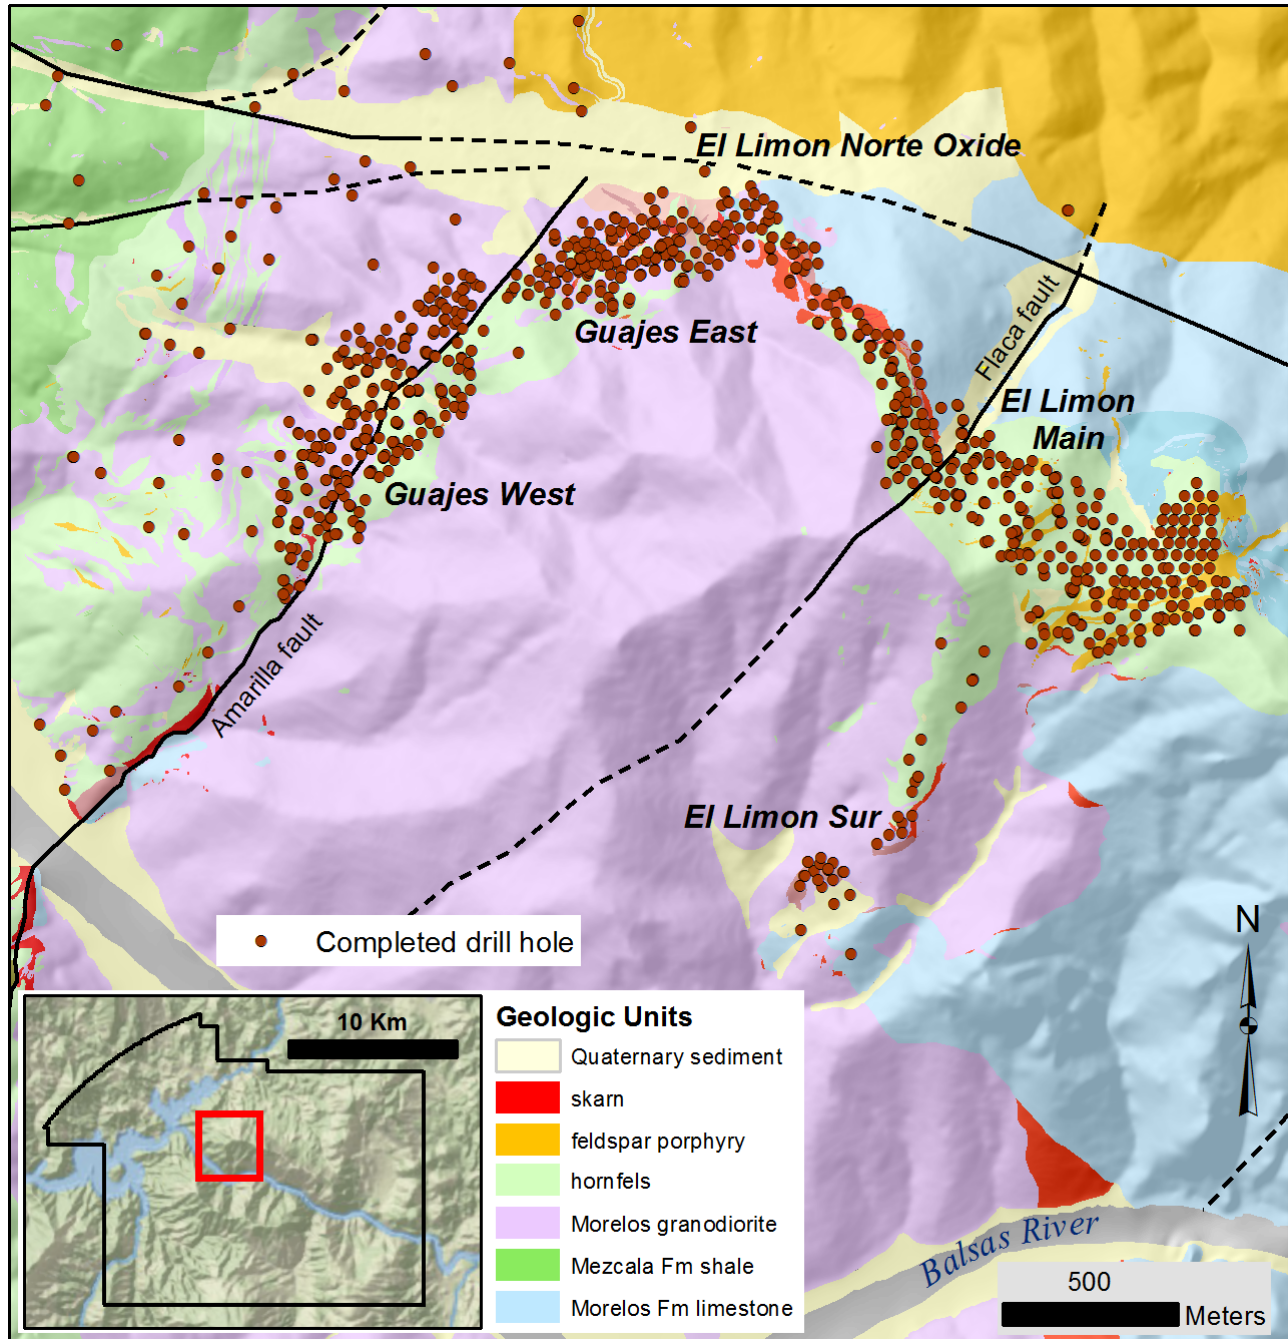 El Limon Norte Oxide
Guajes East
Flaca fault
El Limon
Main
Guajes West
Amarilla fault
El Limon Sur
Completed drill hole
N
10 Km
Geologic Units
Quaternary sediment
skarn
feldspar porphyry
hornfels
Morelos granodiorite
Mezcala Fm shale
Morelos Fm limestone
Balsas River
500
Meters